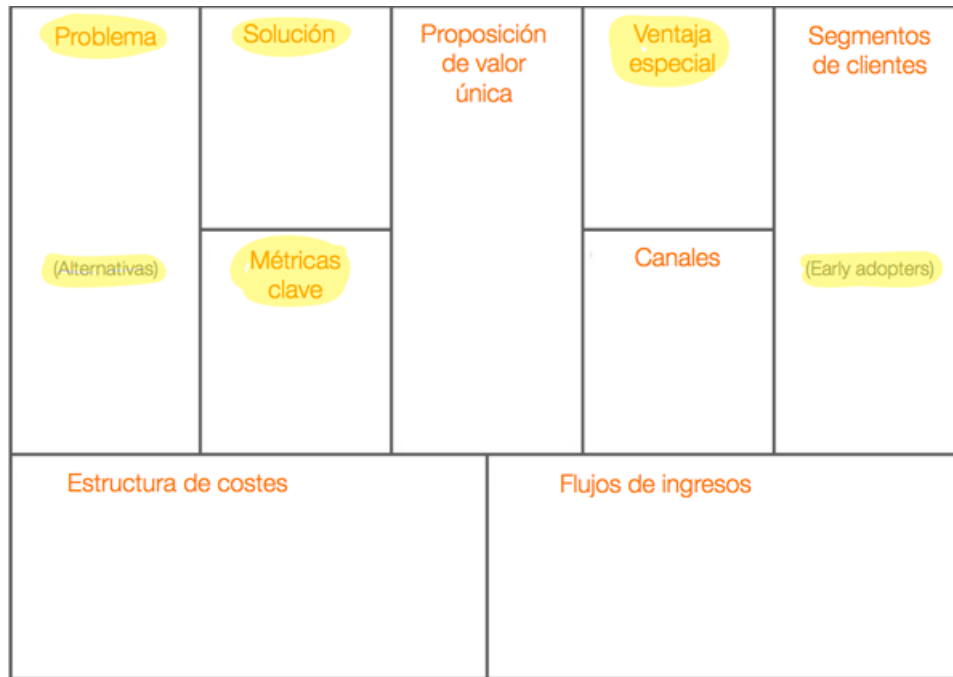 Problema
(Alternativas)
Solución
Métricas
clave
Proposición
de valor
única
Ventaja
especial
Canales
Segmentos
de clientes
(Early adopters)
Estructura de costes
Flujos de ingresos